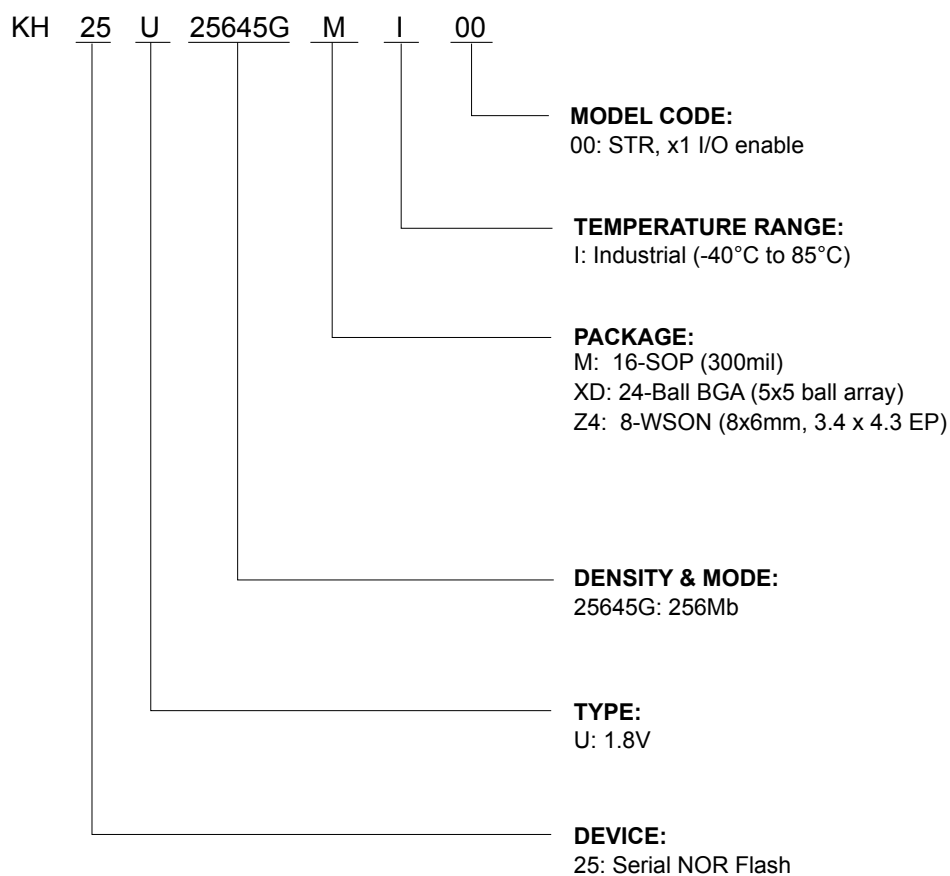 KH 25 U 25645G M I 00
MODEL CODE:
00: STR, x1 I/O enable
TEMPERATURE RANGE:
I: Industrial (-40°C to 85°C)
PACKAGE:
M: 16-SOP (300mil)
XD: 24-Ball BGA (5x5 ball array)
Z4: 8-WSON (8x6mm, 3.4 x 4.3 EP)
DENSITY & MODE:
25645G: 256Mb
TYPE:
U: 1.8V
DEVICE:
25: Serial NOR Flash